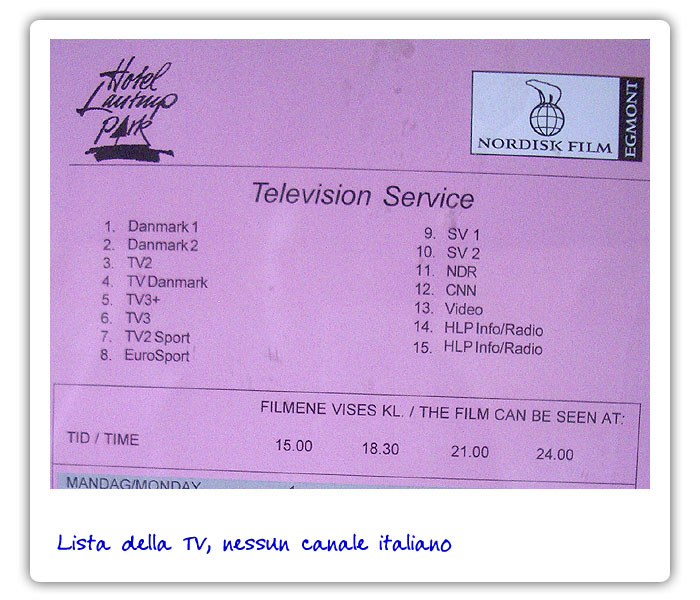 Hotel
Lautrup
Park
NORDISK FILM
EGMONT
Television Service
1. Danmark 1
2. Danmark 2
3. TV2
4. TV Danmark
5. TV3+
6. TV3
7. TV2 Sport
8. EuroSport
9. SV 1
10. SV 2
11. NDR
12. CNN
13. Video
14. HLP Info/Radio
15. HLP Info/Radio
FILMENE VISES KL. / THE FILM CAN BE SEEN AT:
TID / TIME 15.00 18.30 21.00 24.00
MANDAG/MONDAY
Lista della TV, nessun canale italiano